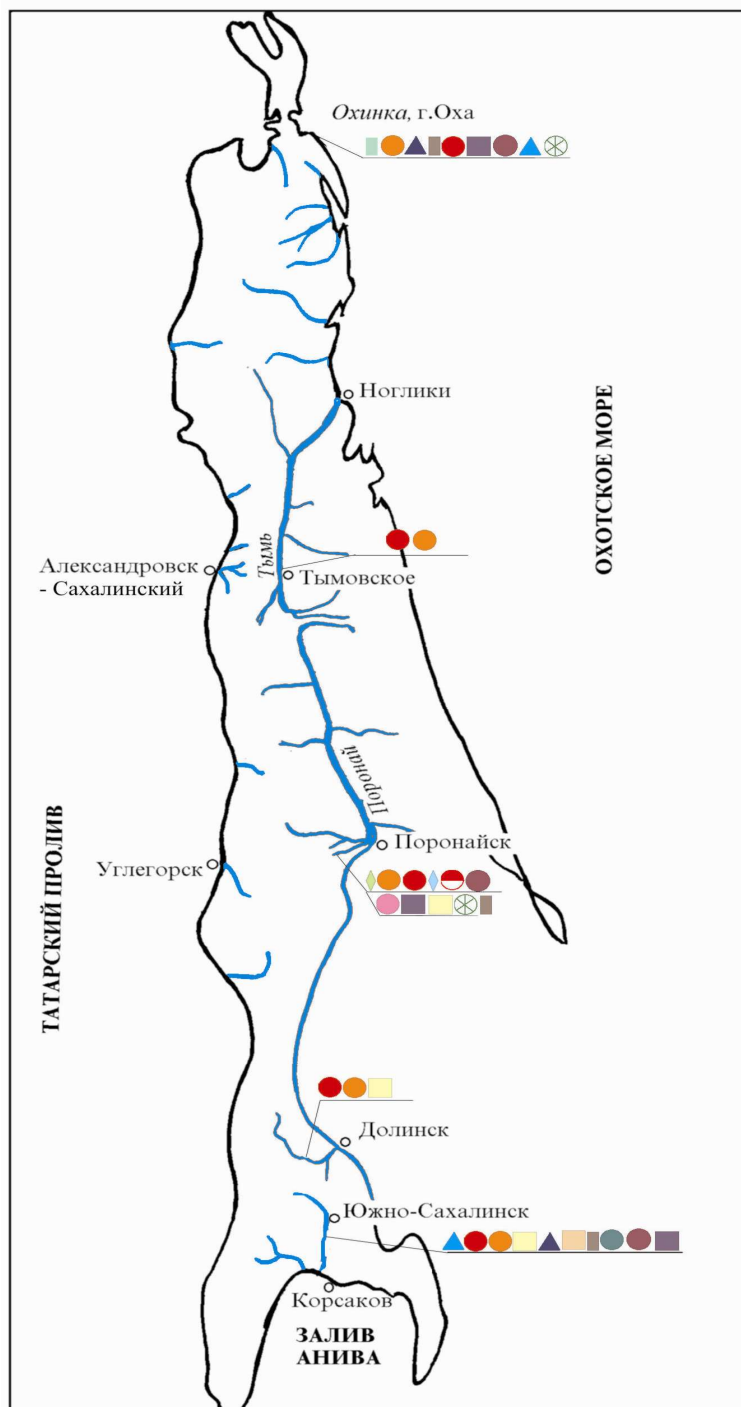 Охинка, г.Оха
Ноглики
ОХОТСКОЕ МОРЕ
Тымь
Александровск
- Сахалинский
Тымовское
Поронай
Поронайск
Углегорск
ТАТАРСКИЙ ПРОЛИВ
Долинск
Южно-Сахалинск
Корсаков
ЗАЛИВ
АНИВА